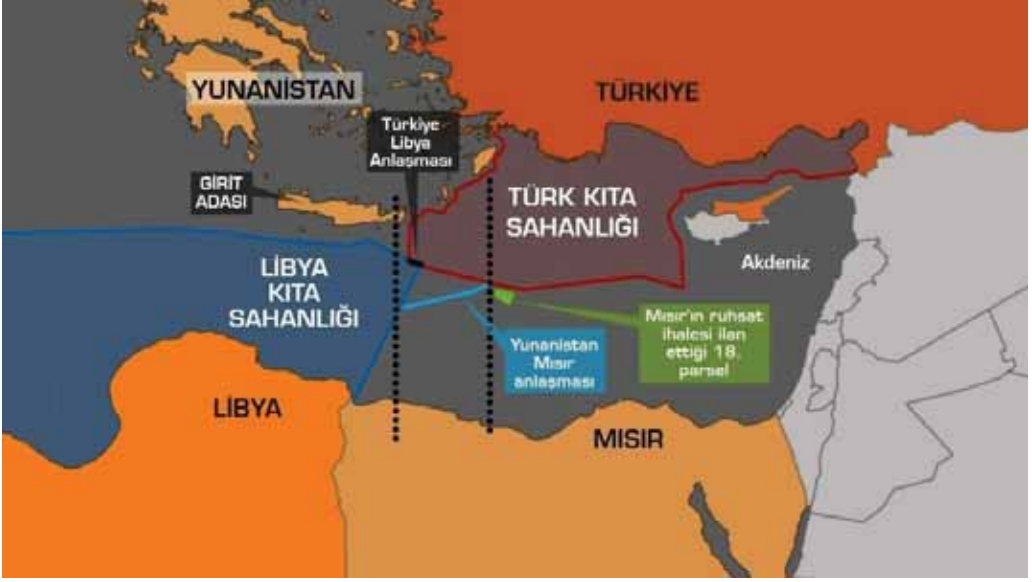 YUNANİSTAN
TÜRKİYE
Türkiye
Libya
Anlaşması
GİRİT
ADASI
TÜRK KITA
SAHANLIĞI
Akdeniz
LİBYA
KITA
SAHANLIĞI
Mısır'ın ruhsat
ihalesi ilan
ettiği 18.
parsel
Yunanistan
Mısır
anlaşması
LİBYA
MISIR